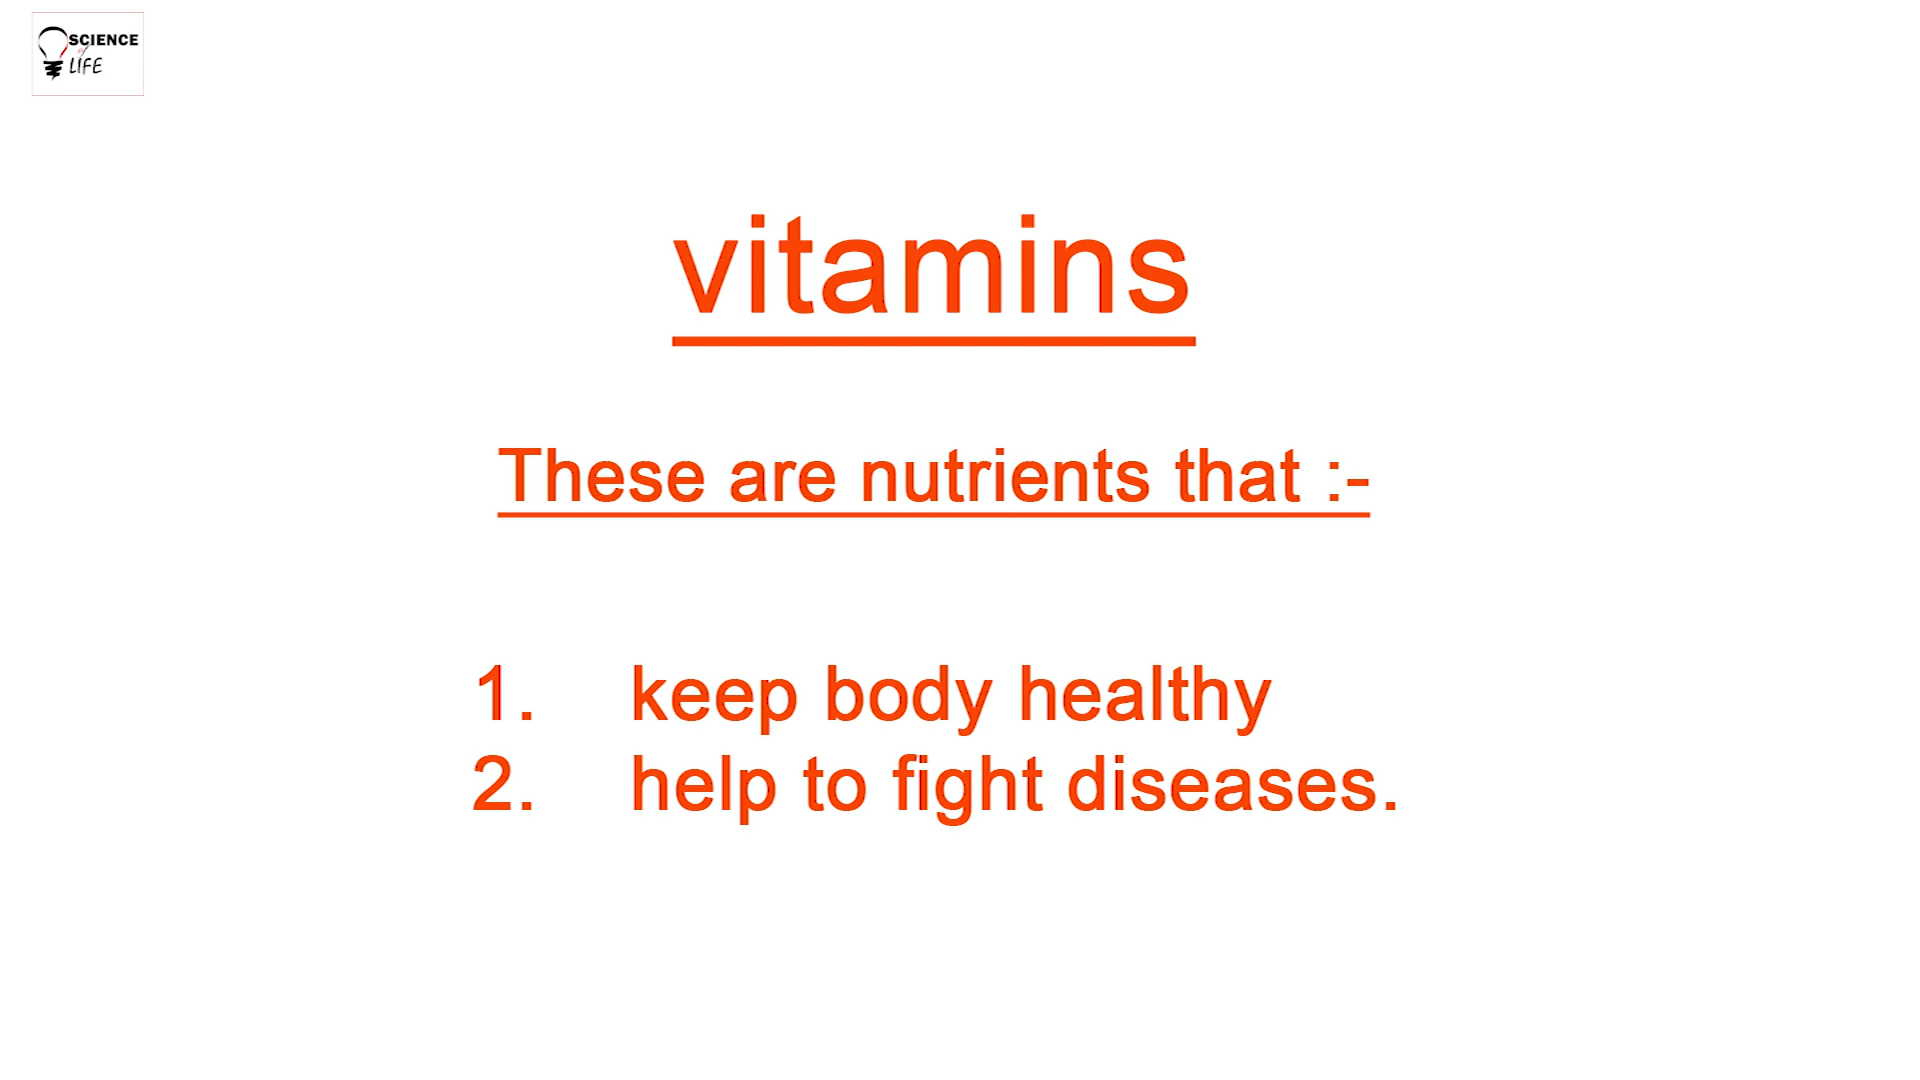 SCIENCE
of
LIFE
vitamins
These are nutrients that :-
1. keep body healthy
2. help to fight diseases.